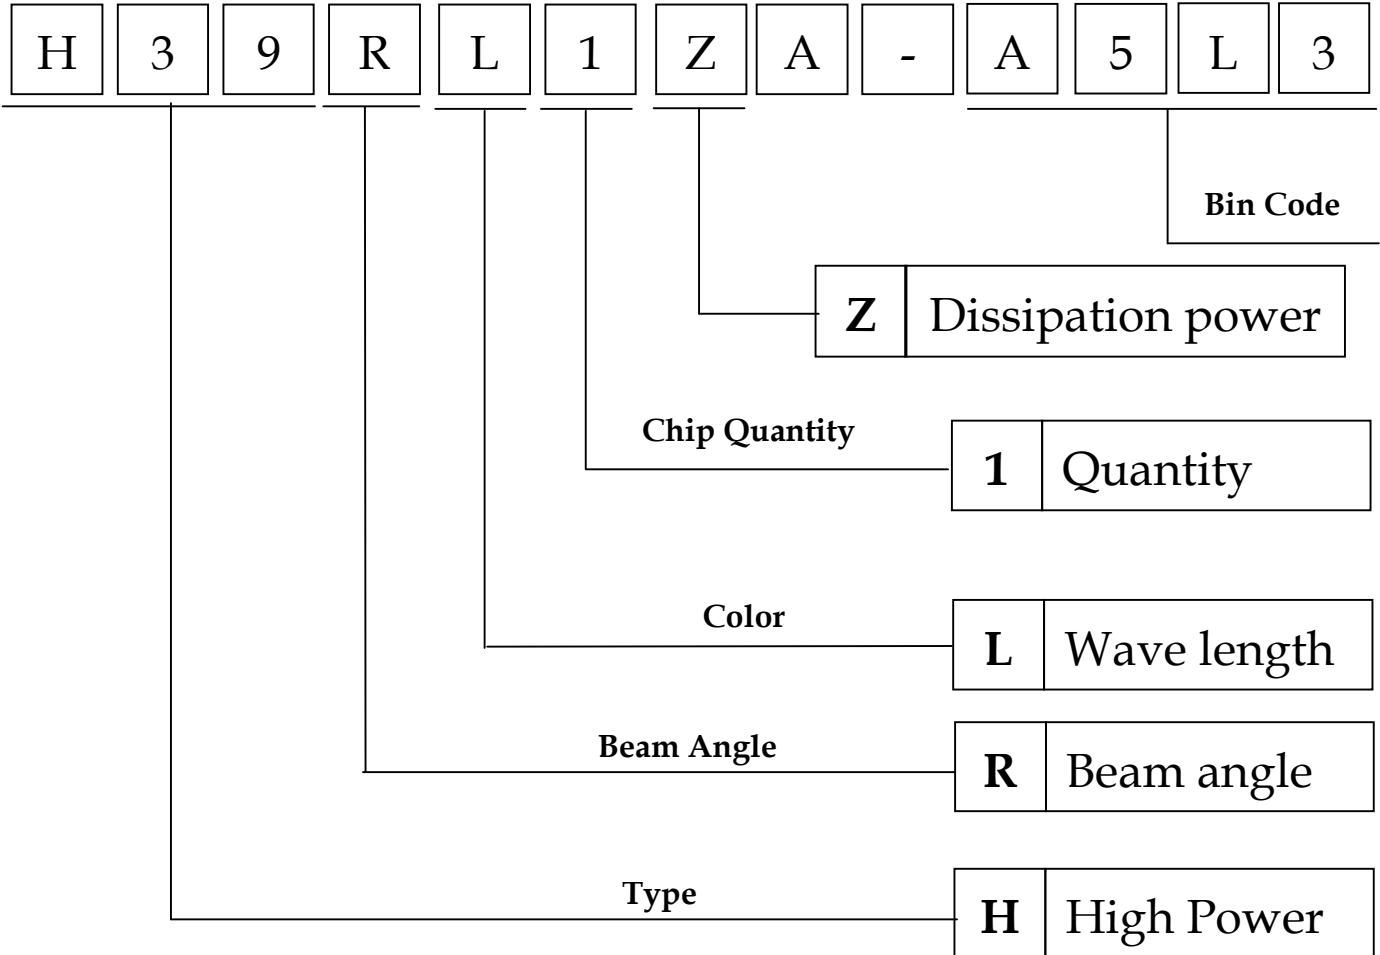 H 3 9 R L 1 Z A - A 5 L 3
Bin Code
Z Dissipation power
Chip Quantity
1 Quantity
Color
L Wave length
Beam Angle
R Beam angle
Type
H High Power